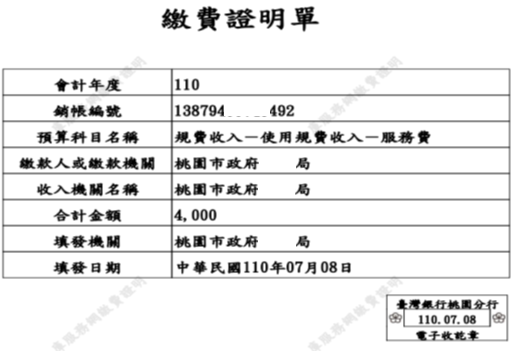 繳費證明單
會計年度 110
銷帳編號 138794 492
預算科目名稱 規費收入－使用規費收入－服務費
繳款人或繳款機關 桃園市政府 局
收入機關名稱 桃園市政府 局
合計金額 4,000
填發機關 桃園市政府 局
填發日期 中華民國110年07月08日
臺灣銀行桃園分行
110.07.08
電子收訖章